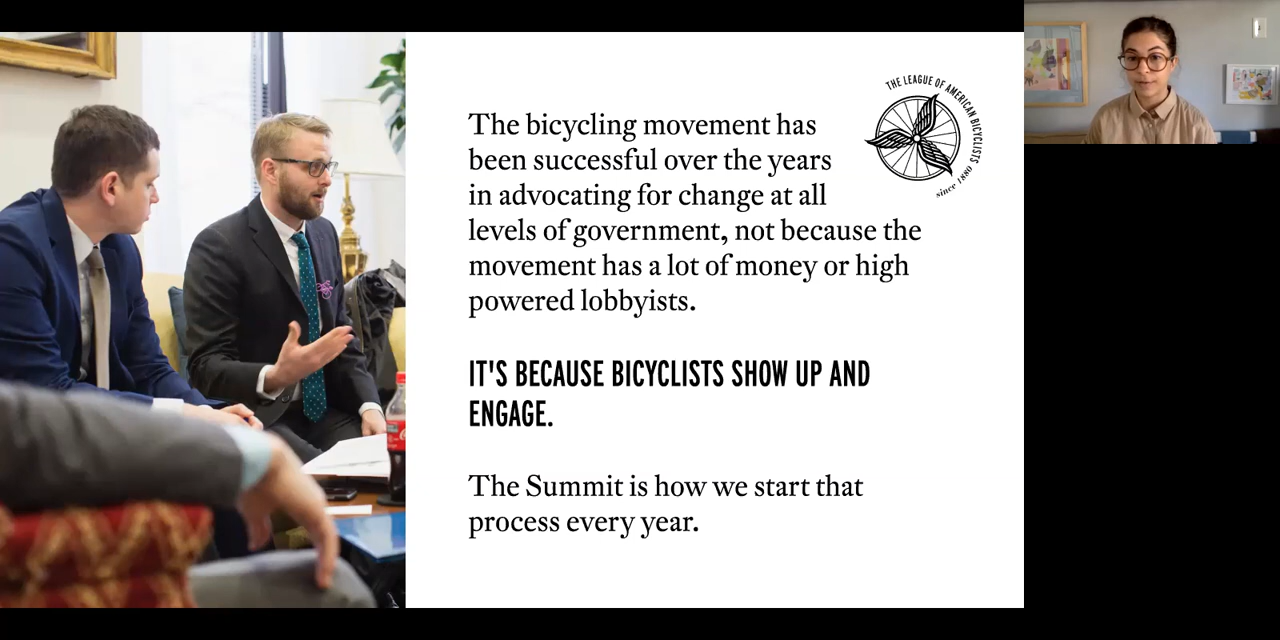 The bicycling movement has
been successful over the years
in advocating for change at all
levels of government, not because the
movement has a lot of money or high
powered lobbyists.
IT'S BECAUSE BICYCLISTS SHOW UP AND
ENGAGE.
The Summit is how we start that
process every year.
THE LEAGUE OF AMERICAN BICYCLISTS
since 1880